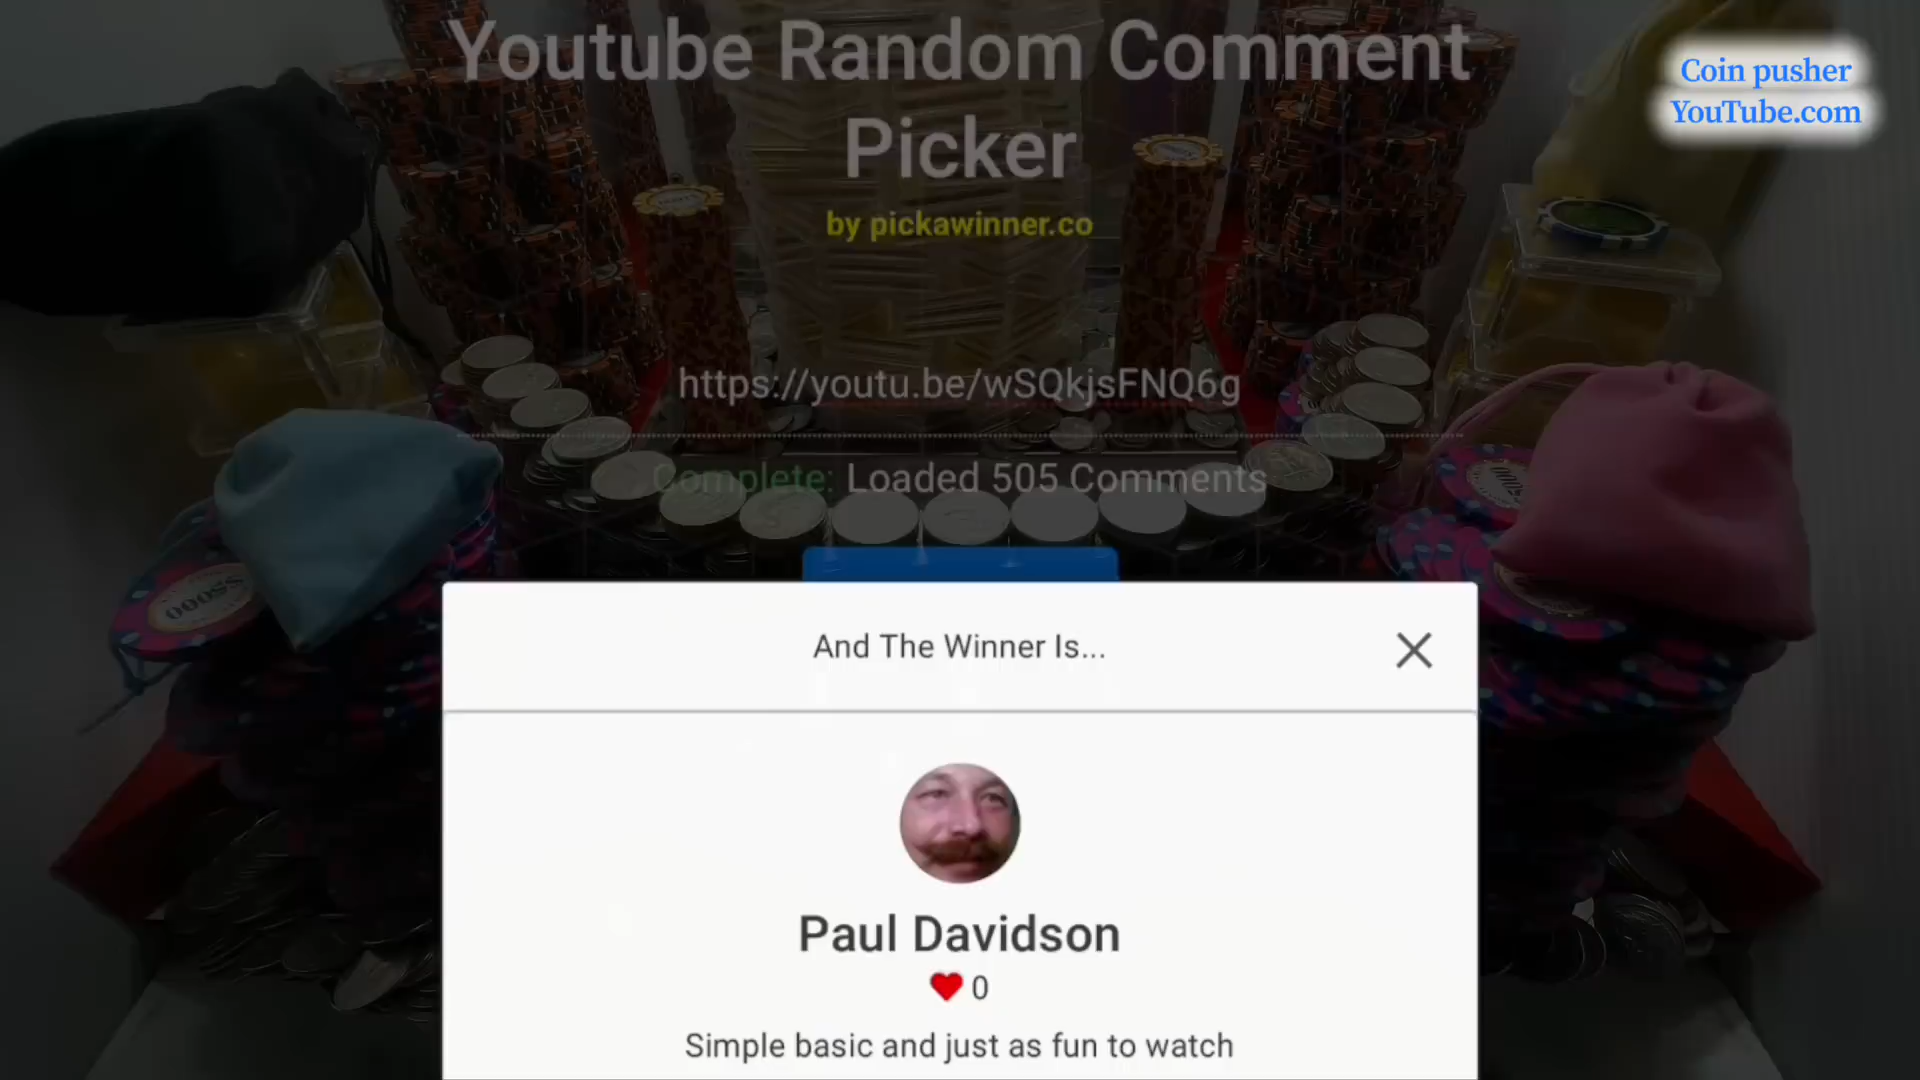 Youtube Random Comment
Picker
by pickawinner.co
Coin pusher
YouTube.com
https://youtu.be/wSQkjsFNQ6g
Complete: Loaded 505 Comments
$5000
And The Winner Is...
Paul Davidson
0
Simple basic and just as fun to watch